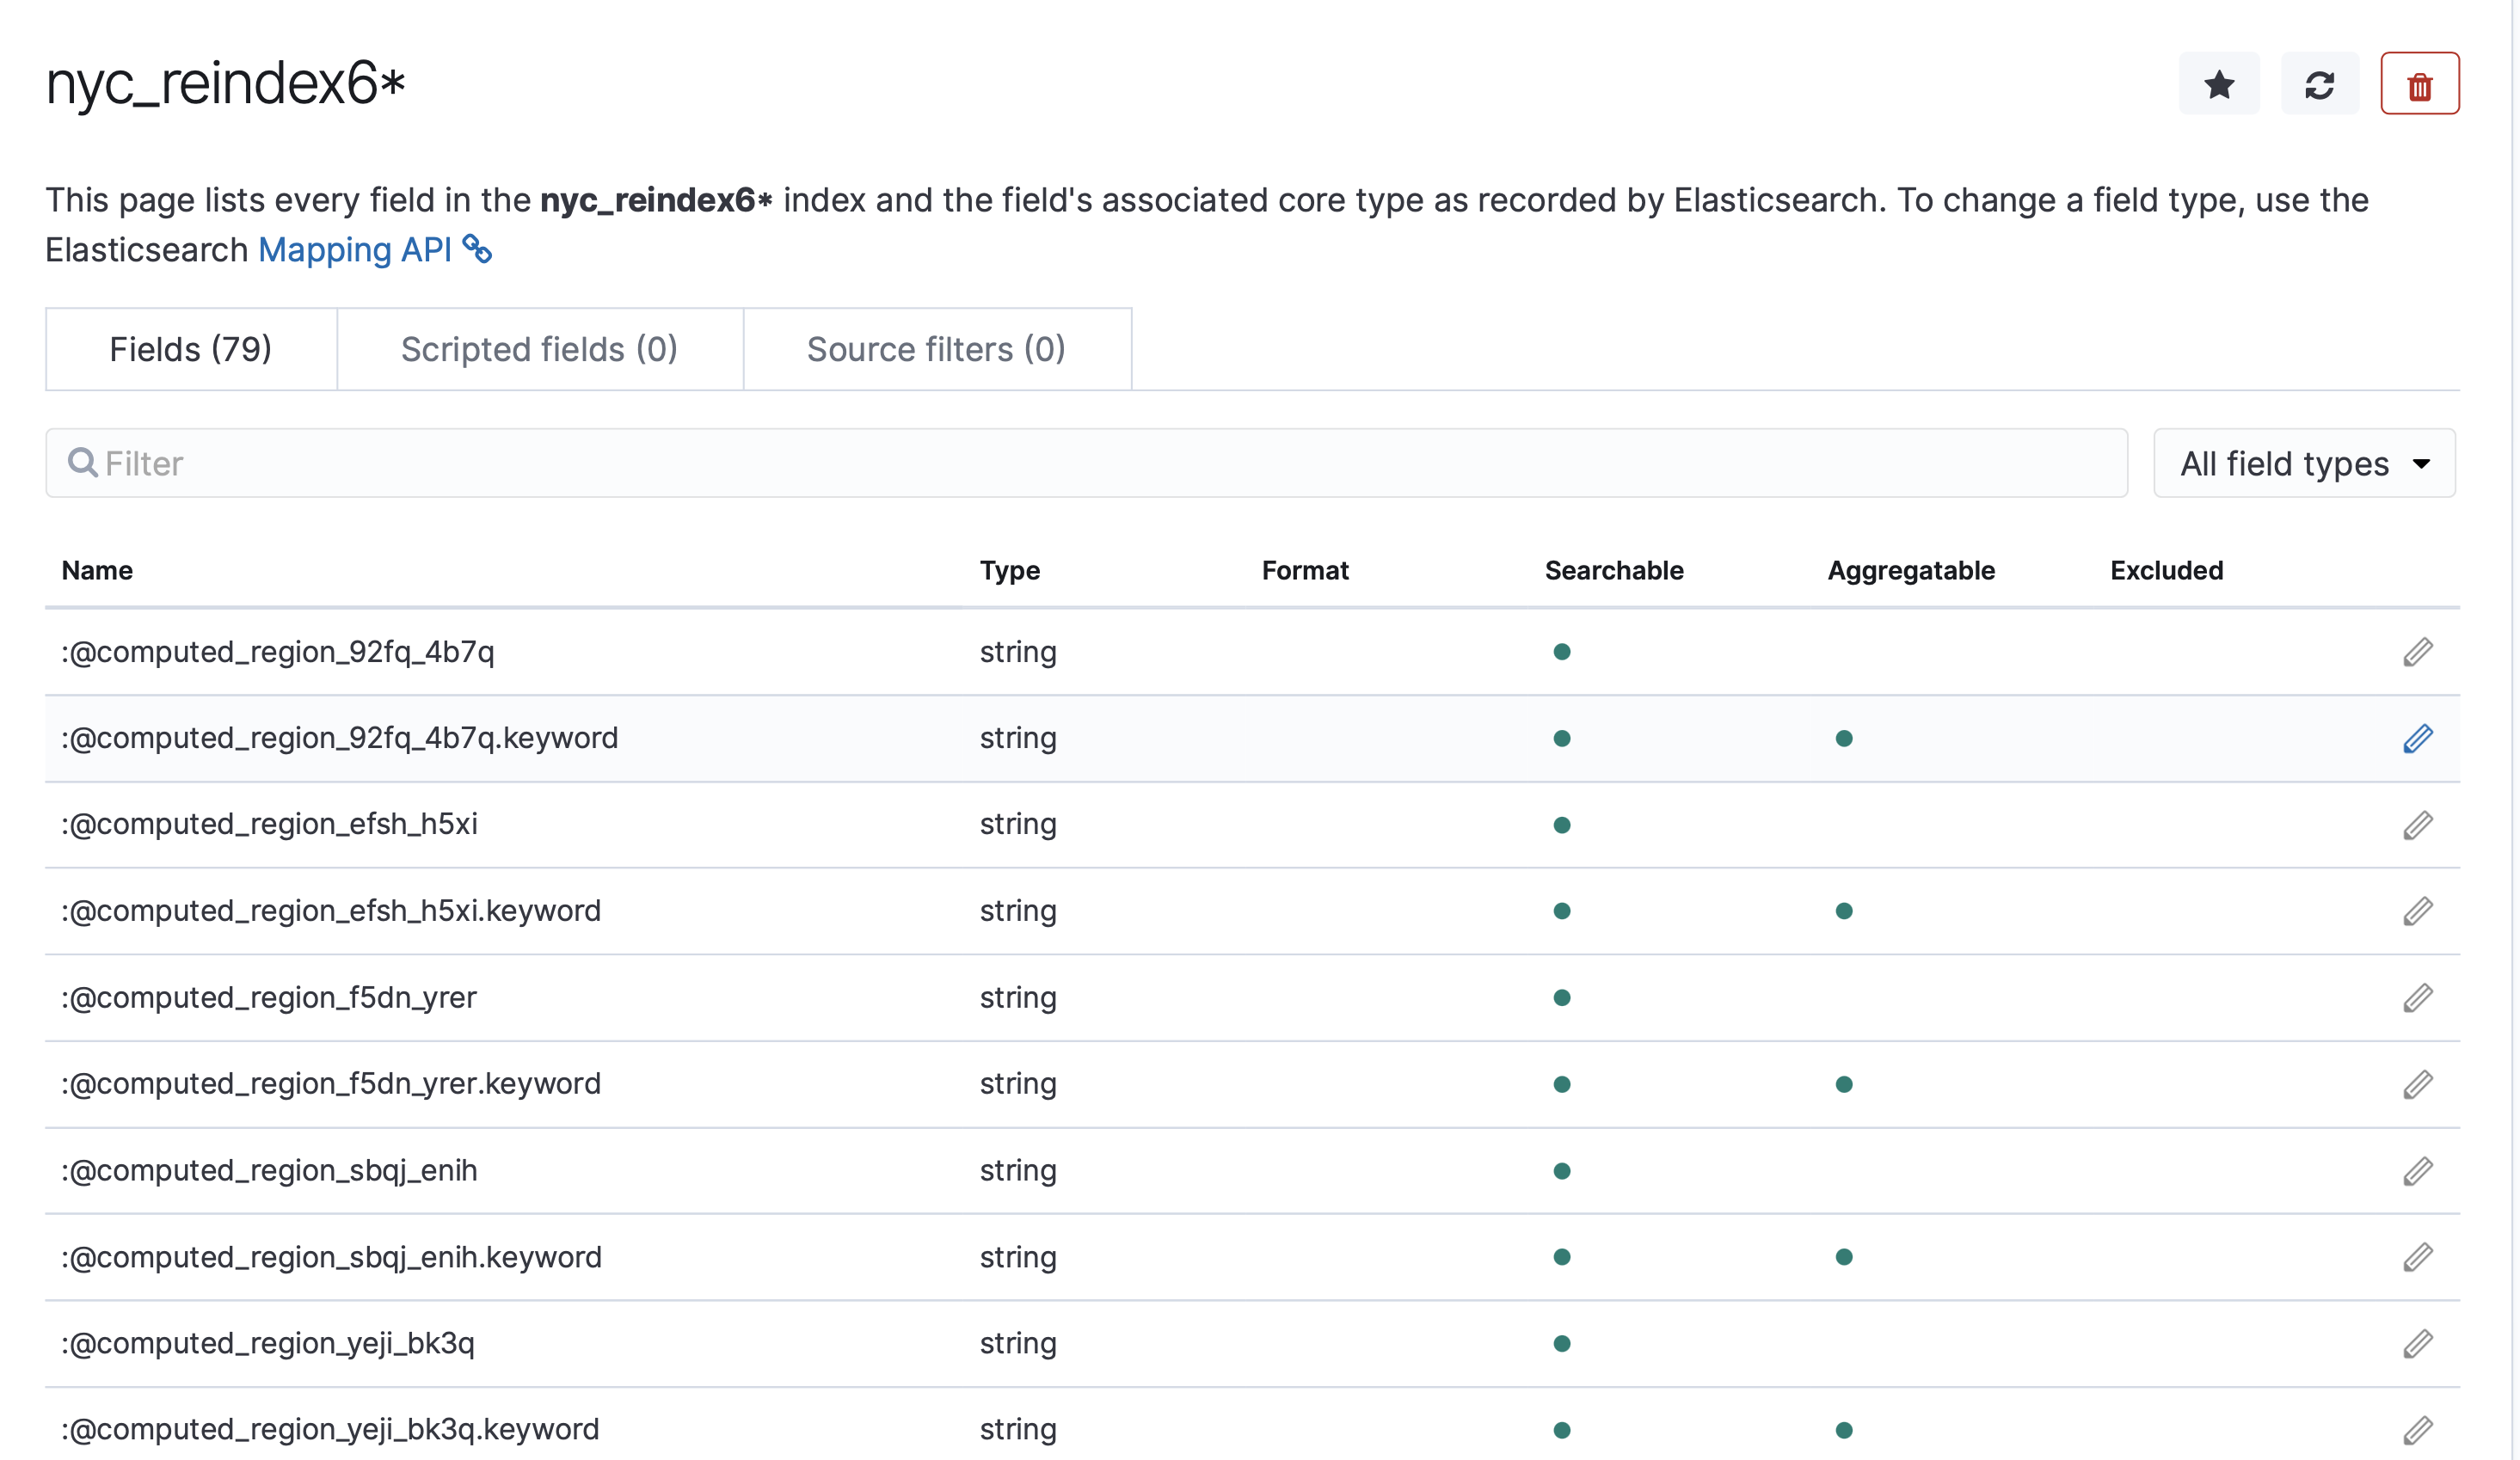 nyc_reindex6*
This page lists every field in the nyc_reindex6* index and the field's associated core type as recorded by Elasticsearch. To change a field type, use the
Elasticsearch Mapping API
Fields (79) Scripted fields (0) Source filters (0)
Filter All field types
Name Type Format Searchable Aggregatable Excluded
:@computed_region_92fq_4b7q string
:@computed_region_92fq_4b7q.keyword string
:@computed_region_efsh_h5xi string
:@computed_region_efsh_h5xi.keyword string
:@computed_region_f5dn_yrer string
:@computed_region_f5dn_yrer.keyword string
:@computed_region_sbqj_enih string
:@computed_region_sbqj_enih.keyword string
:@computed_region_yeji_bk3q string
:@computed_region_yeji_bk3q.keyword string